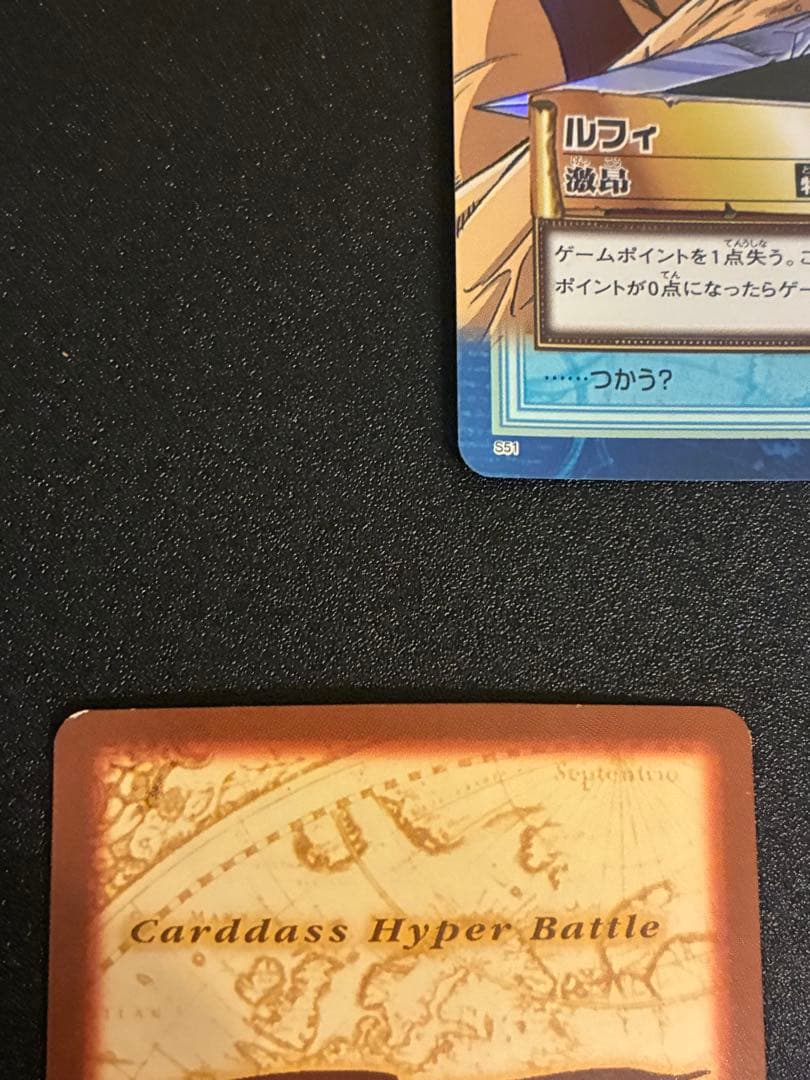 ルフィ
激昂
ゲームポイントを1点失う。こ
ポイントが0点になったらゲー
……つかう?
S51
Septentrio
Carddass Hyper Battle